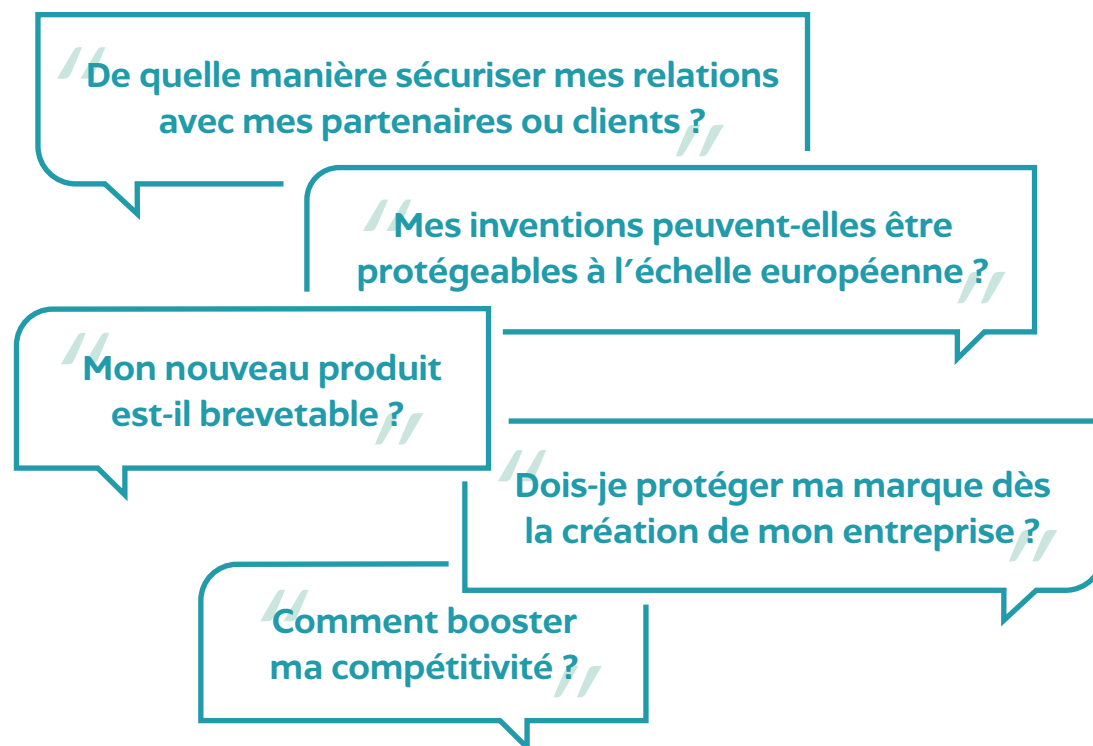 De quelle manière sécuriser mes relations
avec mes partenaires ou clients ?
Mes inventions peuvent-elles être
protégeables à l'échelle européenne ?
Mon nouveau produit
est-il brevetable ?
Dois-je protéger ma marque dès
la création de mon entreprise ?
Comment booster
ma compétitivité ?